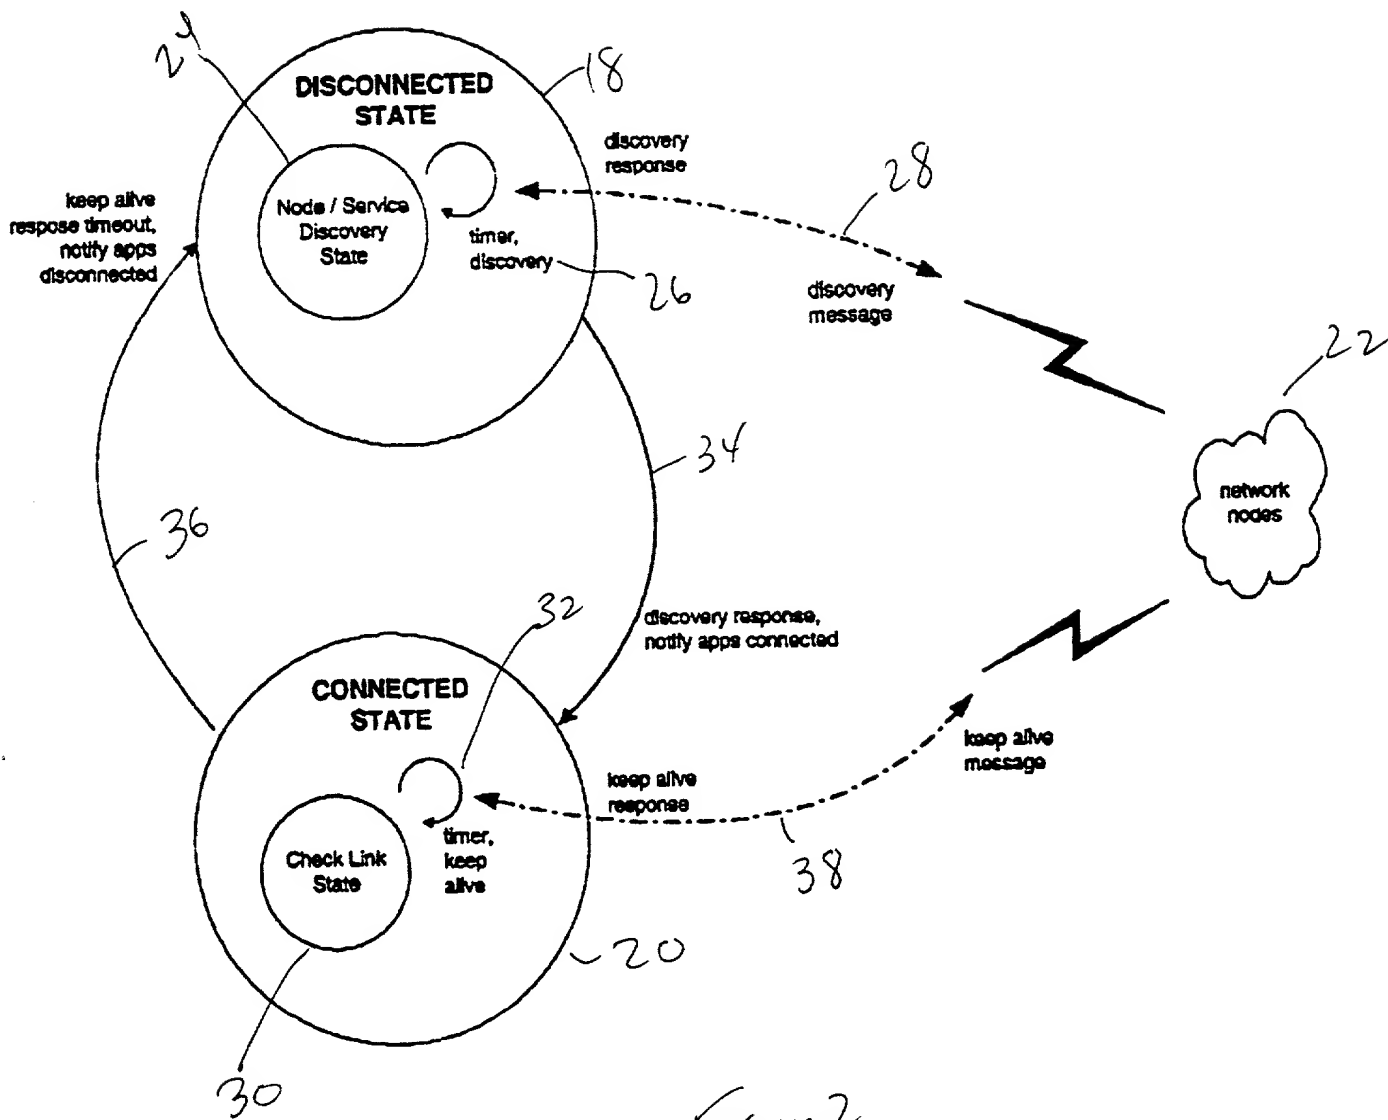 24
18
DISCONNECTED
STATE
discovery
response
28
keep alive
respose timeout,
notify apps
disconnected
Node / Service
Discovery
State
timer,
discovery
26
discovery
message
22
34
network
nodes
36
32
discovery response,
notify apps connected
CONNECTED
STATE
keep alive
message
keep alive
response
timer,
keep
alive
Check Link
State
38
20
30